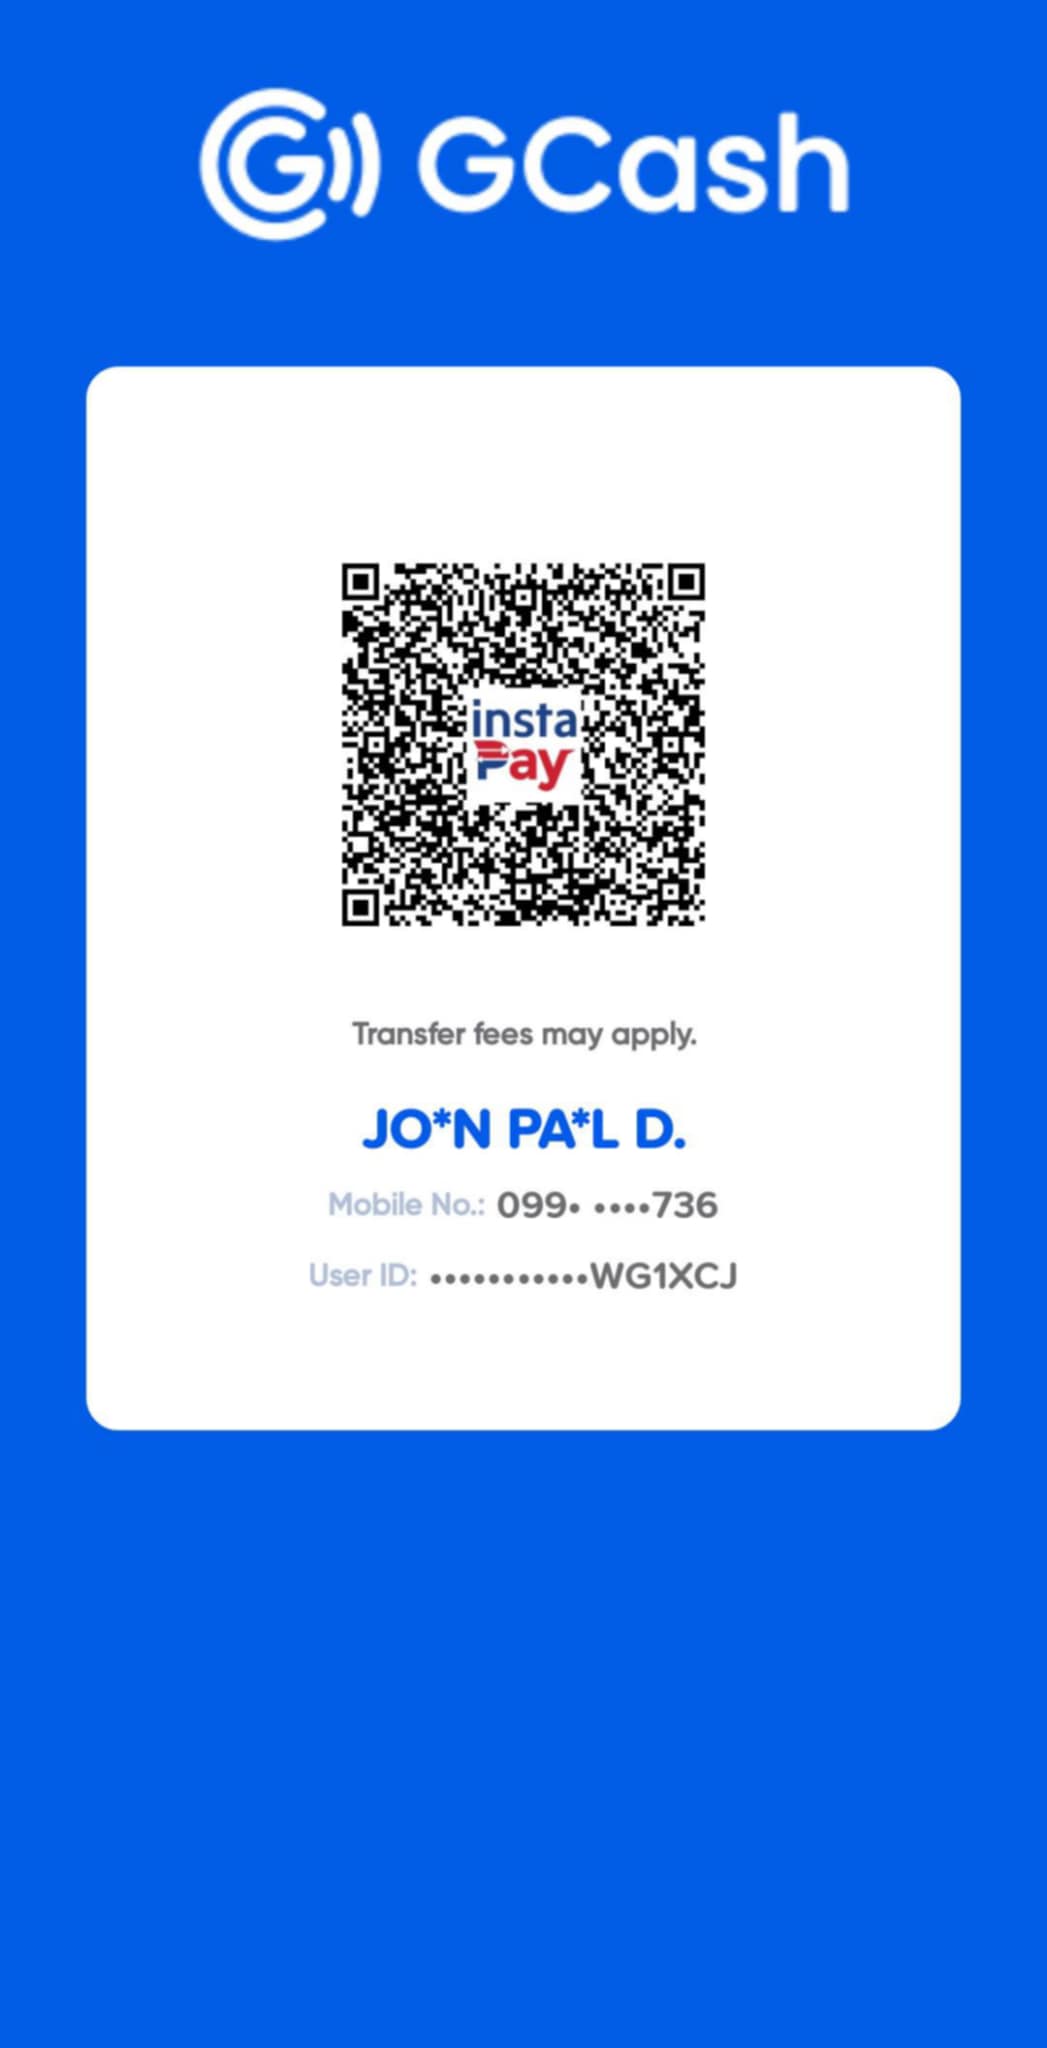 GCash
insta
Pay
Transfer fees may apply.
JO*N PA*L D.
Mobile No.: 099• ••••736
User ID: •••••••••••WG1XCJ